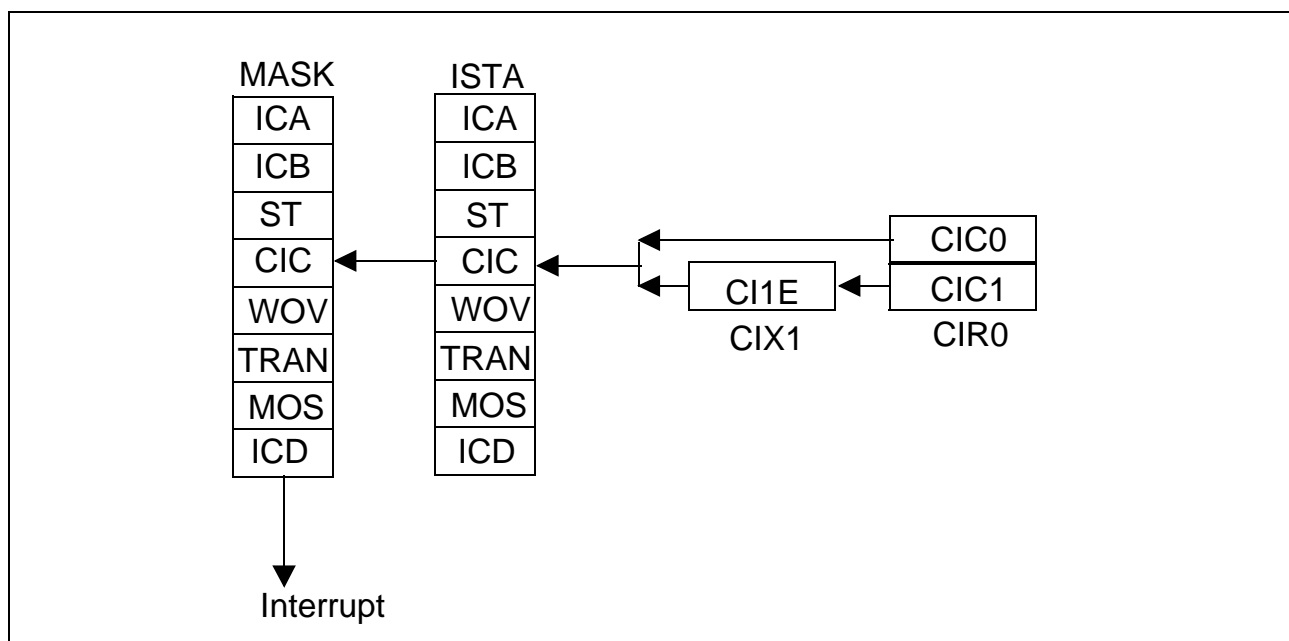 MASK
ICA
ICB
ST
CIC
WOV
TRAN
MOS
ICD
Interrupt
ISTA
ICA
ICB
ST
CIC
WOV
TRAN
MOS
ICD
CI1E
CIX1
CIC0
CIC1
CIR0